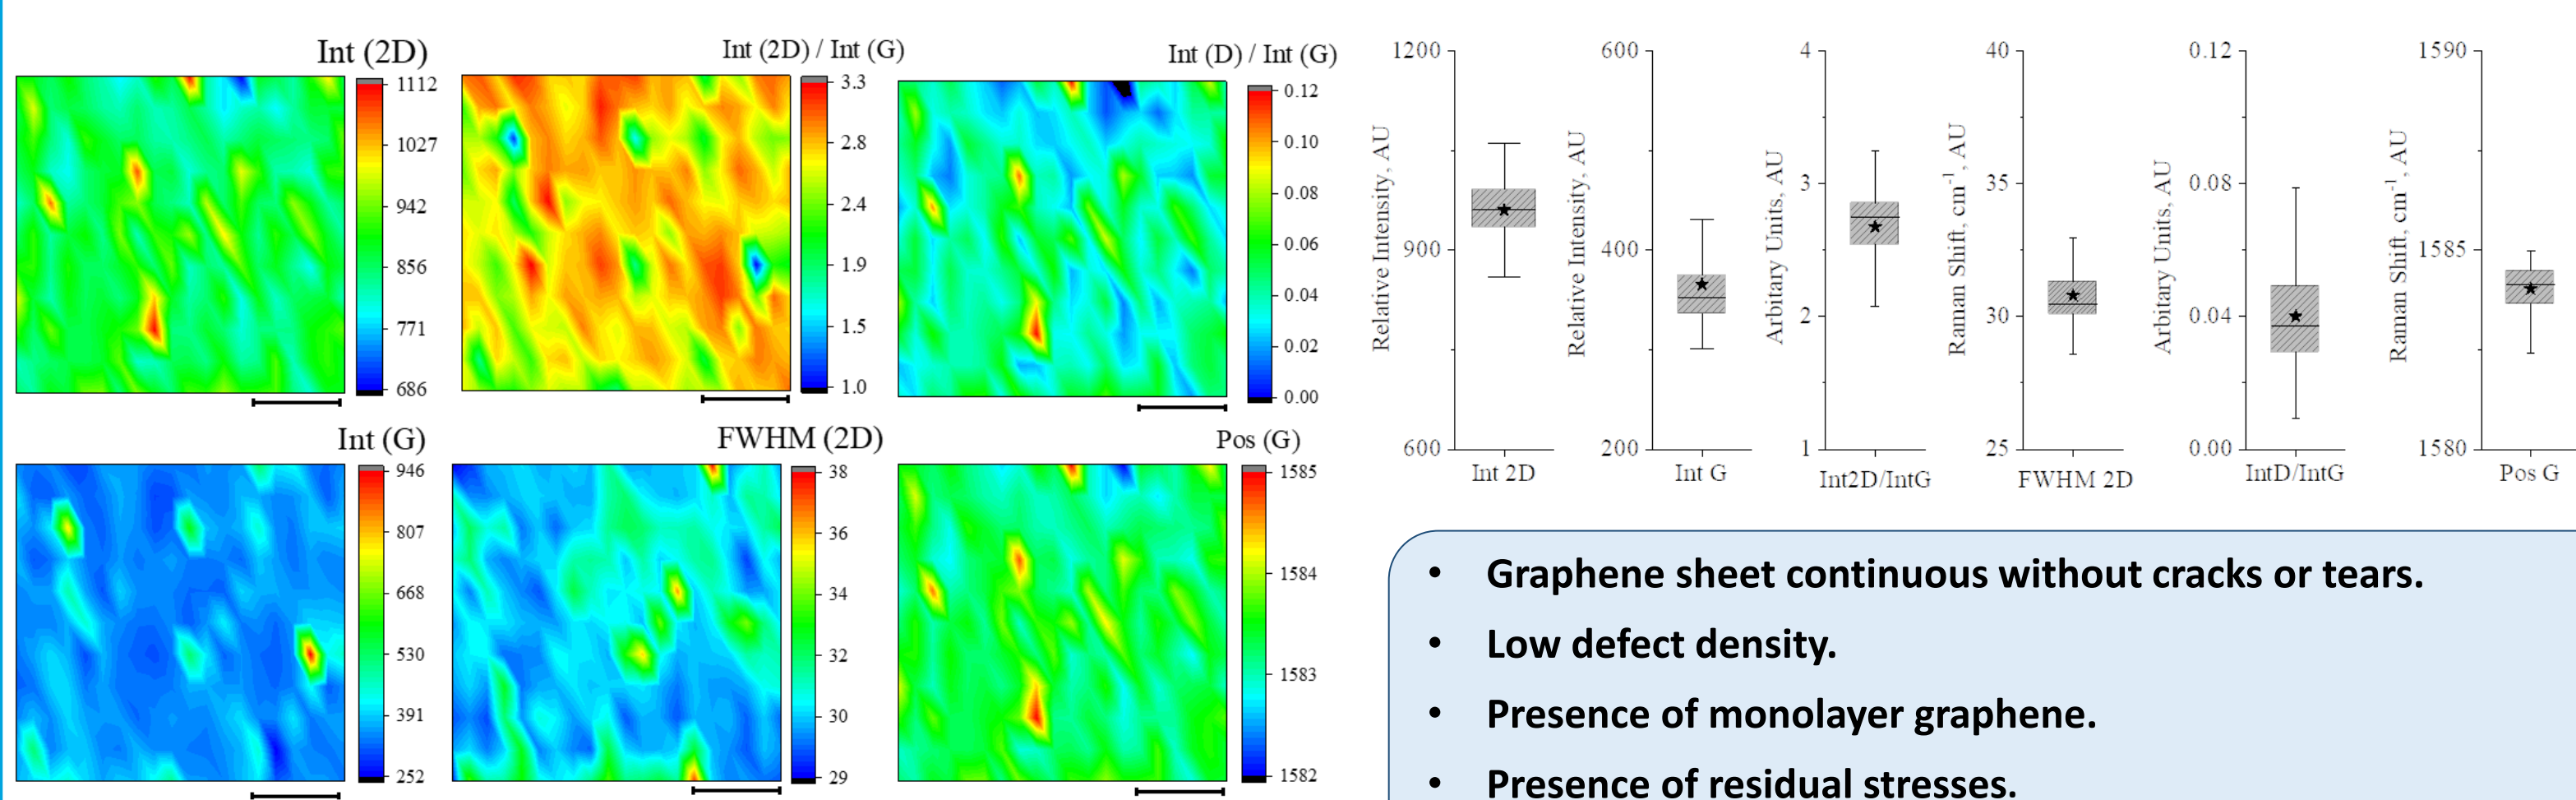 Int (2D)
1112
1027
942
856
771
686
Int (2D) / Int (G)
3.3
2.8
2.4
1.9
1.5
1.0
Int (D) / Int (G)
0.12
0.10
0.08
0.06
0.04
0.02
0.00
Int (G)
946
807
668
530
391
252
FWHM (2D)
38
36
34
32
30
29
Pos (G)
1585
1584
1583
1582
Relative Intensity, AU
1200
900
600
Int 2D
Relative Intensity, AU
600
400
200
Int G
Arbitary Units, AU
4
3
2
1
Int2D/IntG
Raman Shift, cm⁻¹, AU
40
35
30
25
FWHM 2D
Arbitary Units, AU
0.12
0.08
0.04
0.00
IntD/IntG
Raman Shift, cm⁻¹, AU
1590
1585
1580
Pos G
• Graphene sheet continuous without cracks or tears.
• Low defect density.
• Presence of monolayer graphene.
• Presence of residual stresses.